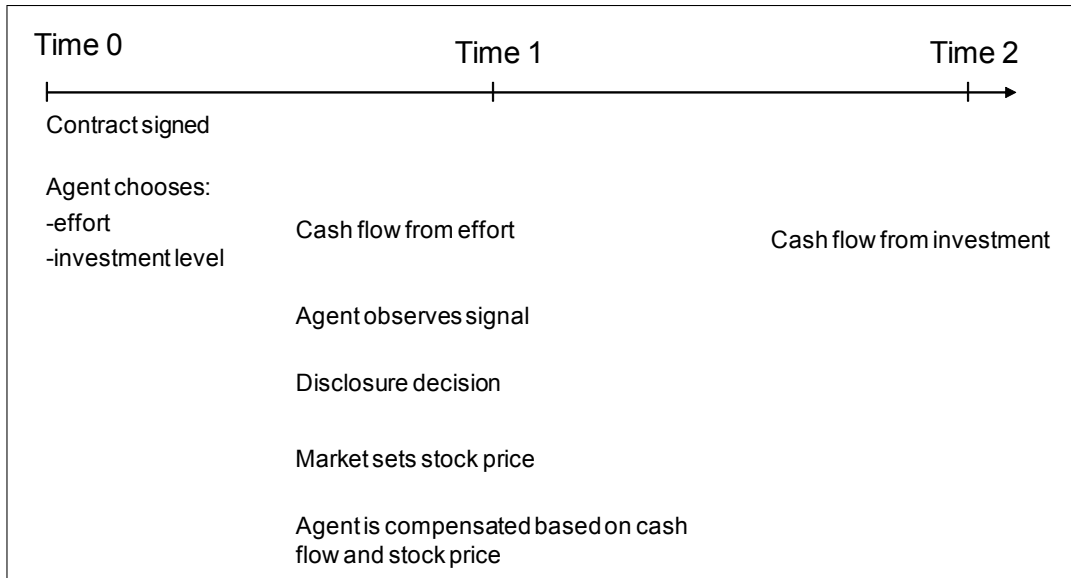 Time 0
Time 1
Time 2
Contract signed
Agent chooses:
-effort
-investment level
Cash flow from effort
Cash flow from investment
Agent observes signal
Disclosure decision
Market sets stock price
Agent is compensated based on cash
flow and stock price